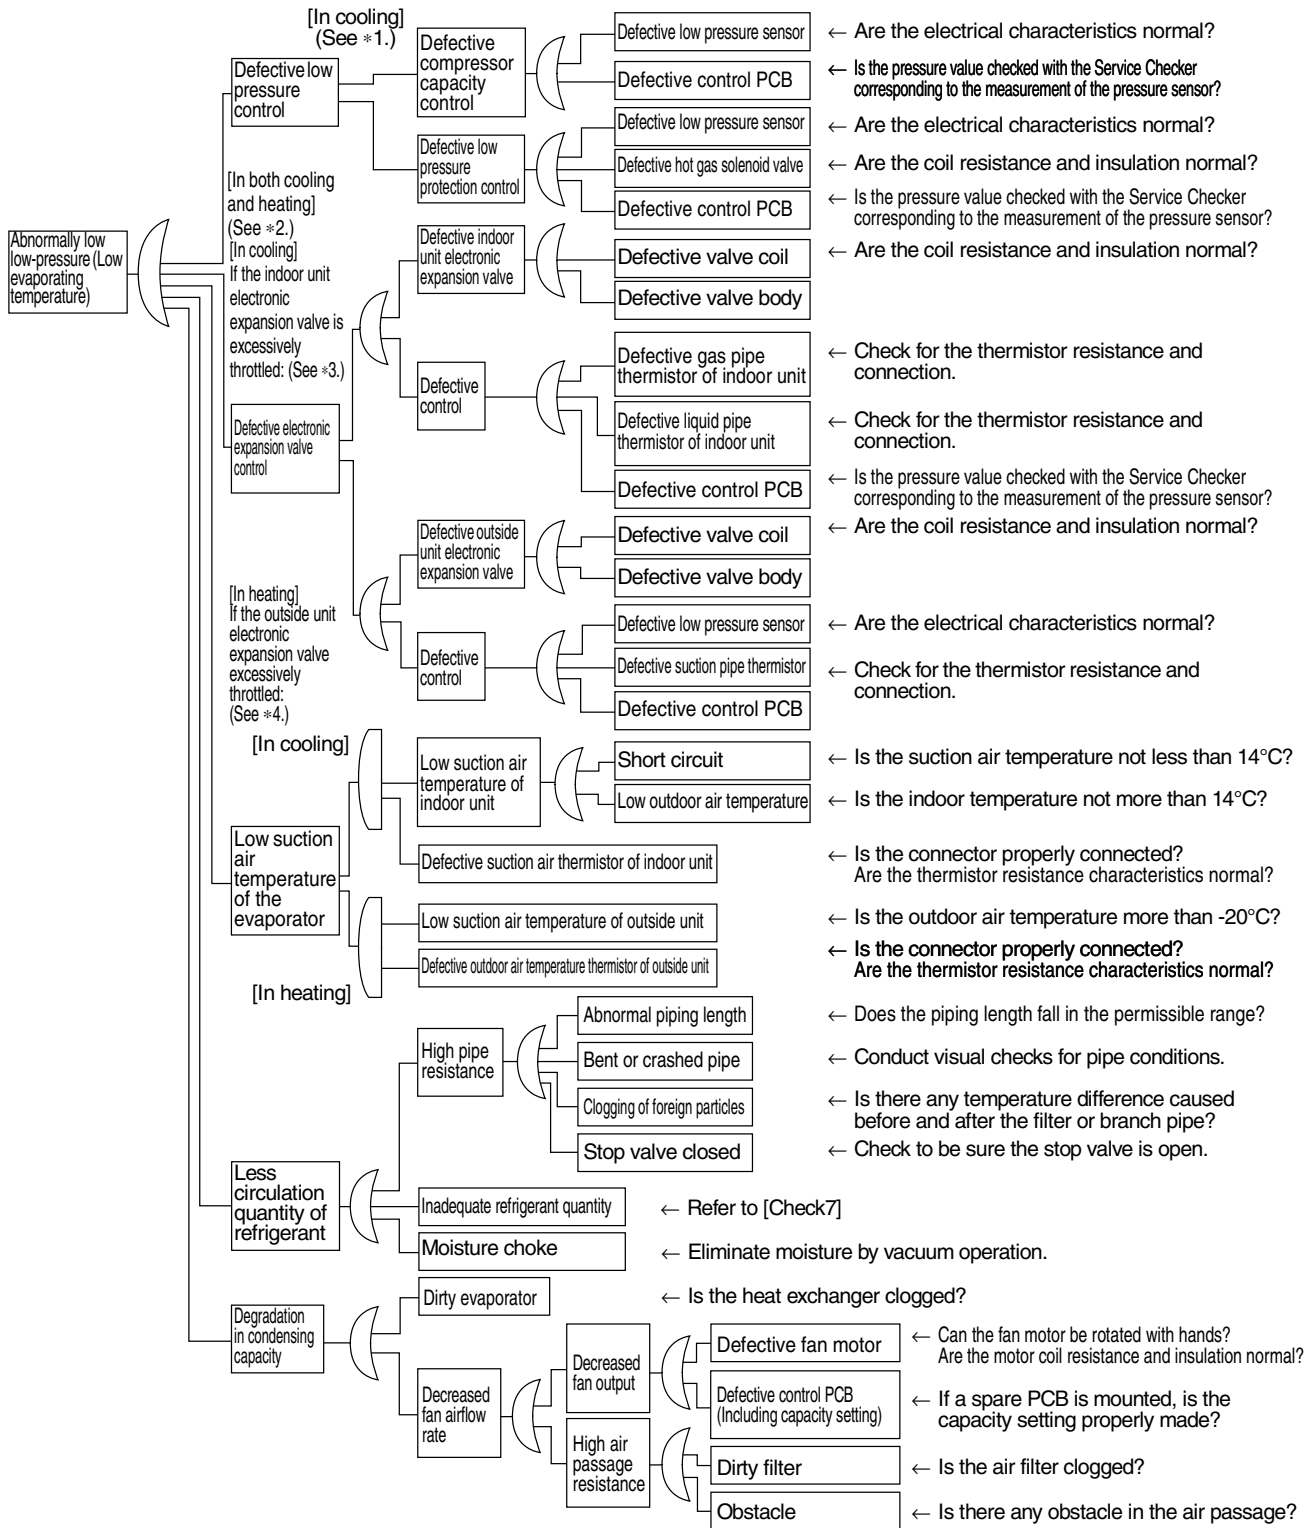 [In cooling]
(See *1.)
Abnormally low
low-pressure (Low
evaporating
temperature)
Defective low
pressure
control
Defective
compressor
capacity
control
Defective low pressure sensor
← Are the electrical characteristics normal?
Defective control PCB
← Is the pressure value checked with the Service Checker
corresponding to the measurement of the pressure sensor?
Defective low
pressure
protection control
Defective low pressure sensor
← Are the electrical characteristics normal?
Defective hot gas solenoid valve
← Are the coil resistance and insulation normal?
Defective control PCB
← Is the pressure value checked with the Service Checker
corresponding to the measurement of the pressure sensor?
[In both cooling
and heating]
(See *2.)
[In cooling]
If the indoor unit
electronic
expansion valve is
excessively
throttled: (See *3.)
Defective electronic
expansion valve
control
Defective indoor
unit electronic
expansion valve
Defective valve coil
← Are the coil resistance and insulation normal?
Defective valve body
Defective
control
Defective gas pipe
thermistor of indoor unit
← Check for the thermistor resistance and
connection.
Defective liquid pipe
thermistor of indoor unit
← Check for the thermistor resistance and
connection.
Defective control PCB
← Is the pressure value checked with the Service Checker
corresponding to the measurement of the pressure sensor?
Defective outside
unit electronic
expansion valve
Defective valve coil
← Are the coil resistance and insulation normal?
Defective valve body
[In heating]
If the outside unit
electronic
expansion valve
excessively
throttled:
(See *4.)
Defective
control
Defective low pressure sensor
← Are the electrical characteristics normal?
Defective suction pipe thermistor
← Check for the thermistor resistance and
connection.
Defective control PCB
[In cooling]
Low suction
air
temperature
of the
evaporator
Low suction air
temperature of
indoor unit
Short circuit
← Is the suction air temperature not less than 14°C?
Low outdoor air temperature
← Is the indoor temperature not more than 14°C?
Defective suction air thermistor of indoor unit
← Is the connector properly connected?
Are the thermistor resistance characteristics normal?
Low suction air temperature of outside unit
← Is the outdoor air temperature more than -20°C?
Defective outdoor air temperature thermistor of outside unit
← Is the connector properly connected?
Are the thermistor resistance characteristics normal?
[In heating]
Less
circulation
quantity of
refrigerant
High pipe
resistance
Abnormal piping length
← Does the piping length fall in the permissible range?
Bent or crashed pipe
← Conduct visual checks for pipe conditions.
Clogging of foreign particles
← Is there any temperature difference caused
before and after the filter or branch pipe?
Stop valve closed
← Check to be sure the stop valve is open.
Inadequate refrigerant quantity
← Refer to [Check7]
Moisture choke
← Eliminate moisture by vacuum operation.
Degradation
in condensing
capacity
Dirty evaporator
← Is the heat exchanger clogged?
Decreased
fan airflow
rate
Decreased
fan output
Defective fan motor
← Can the fan motor be rotated with hands?
Are the motor coil resistance and insulation normal?
Defective control PCB
(Including capacity setting)
← If a spare PCB is mounted, is the
capacity setting properly made?
High air
passage
resistance
Dirty filter
← Is the air filter clogged?
Obstacle
← Is there any obstacle in the air passage?